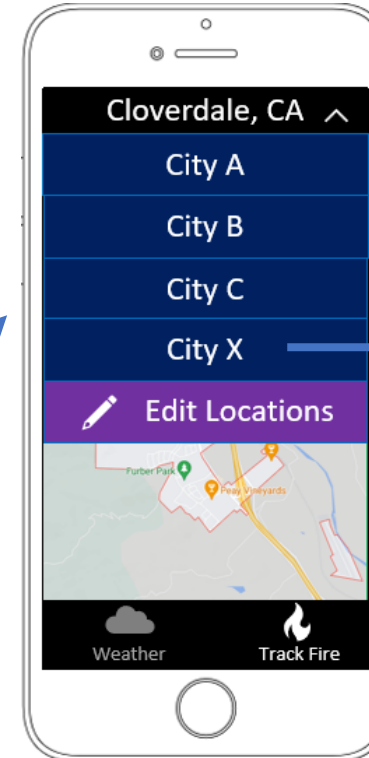 Cloverdale, CA
City A
City B
City C
City X
Edit Locations
Furber Park
Peay Vineyards
Weather
Track Fire